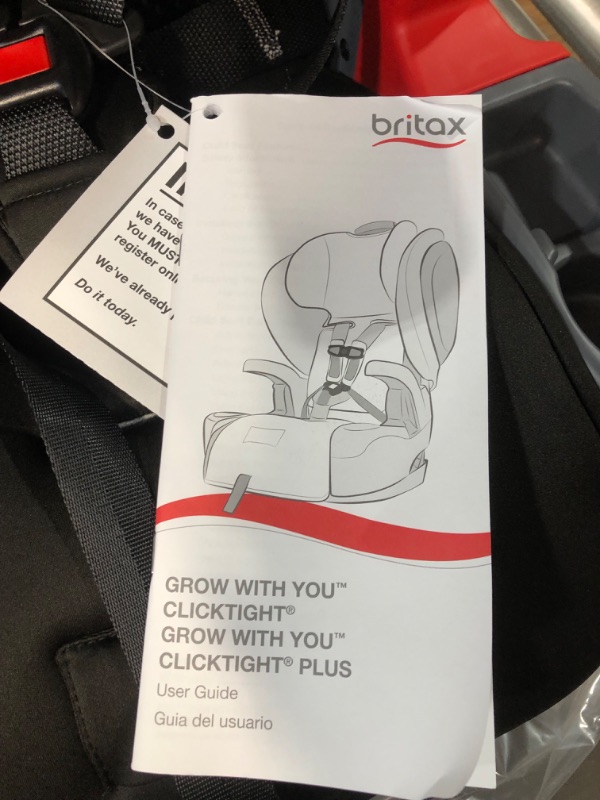 britax
In case
we have
You MUST
register onli
We've already
Do it today.
GROW WITH YOU™
CLICKTIGHT®
GROW WITH YOU™
CLICKTIGHT® PLUS
User Guide
Guia del usuario